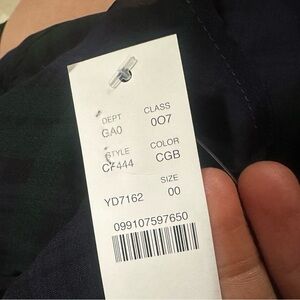 DEPT CLASS
GA0 007
STYLE COLOR
CF444 CGB
SIZE
YD7162 00
099107597650